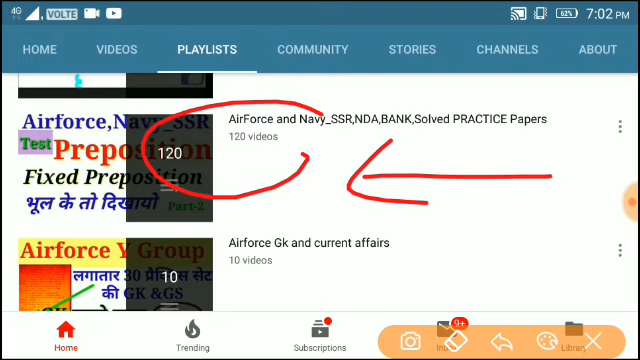 4G VOLTE 62% 7:02 PM
HOME VIDEOS PLAYLISTS COMMUNITY STORIES CHANNELS ABOUT
Airforce,Navy_SSR
Test Preposition
120
Fixed Preposition
भूल के तो दिखायो Part-2
AirForce and Navy_SSR,NDA,BANK,Solved PRACTICE Papers
120 videos
Airforce Y Group
लगातार 30 प्रैक्टिस सेट
10
की GK &GS
Airforce Gk and current affairs
10 videos
9+
Home Trending Subscriptions Library